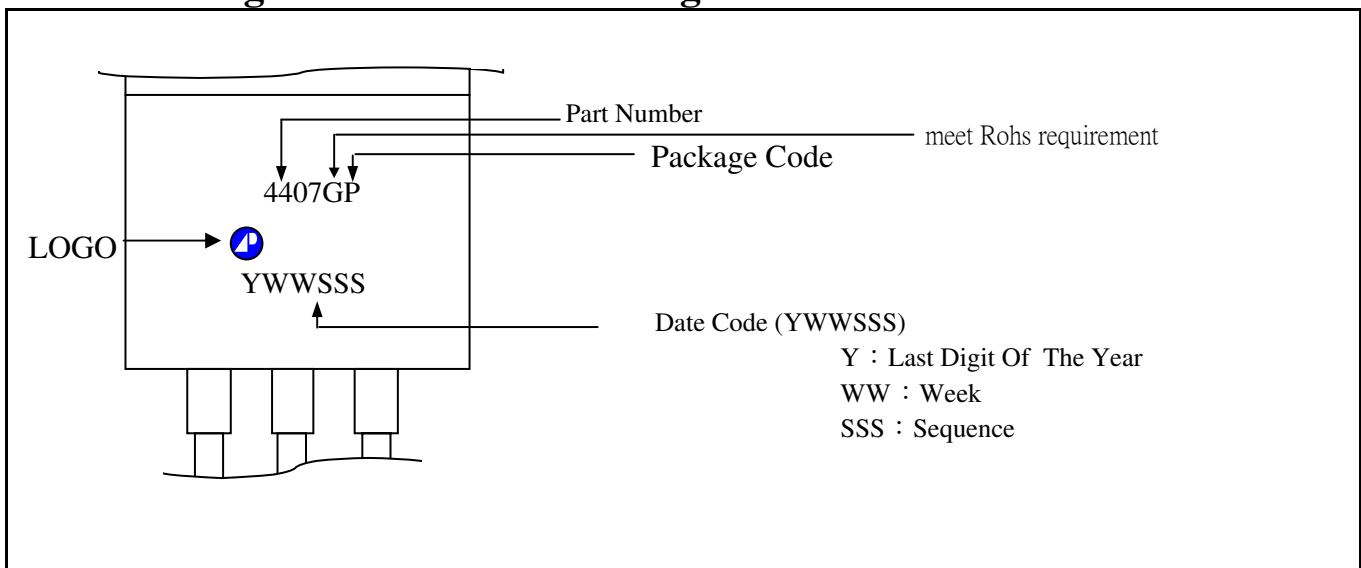 Part Number
meet Rohs requirement
Package Code
4407GP
LOGO
YWWSSS
Date Code (YWWSSS)
Y：Last Digit Of The Year
WW：Week
SSS：Sequence